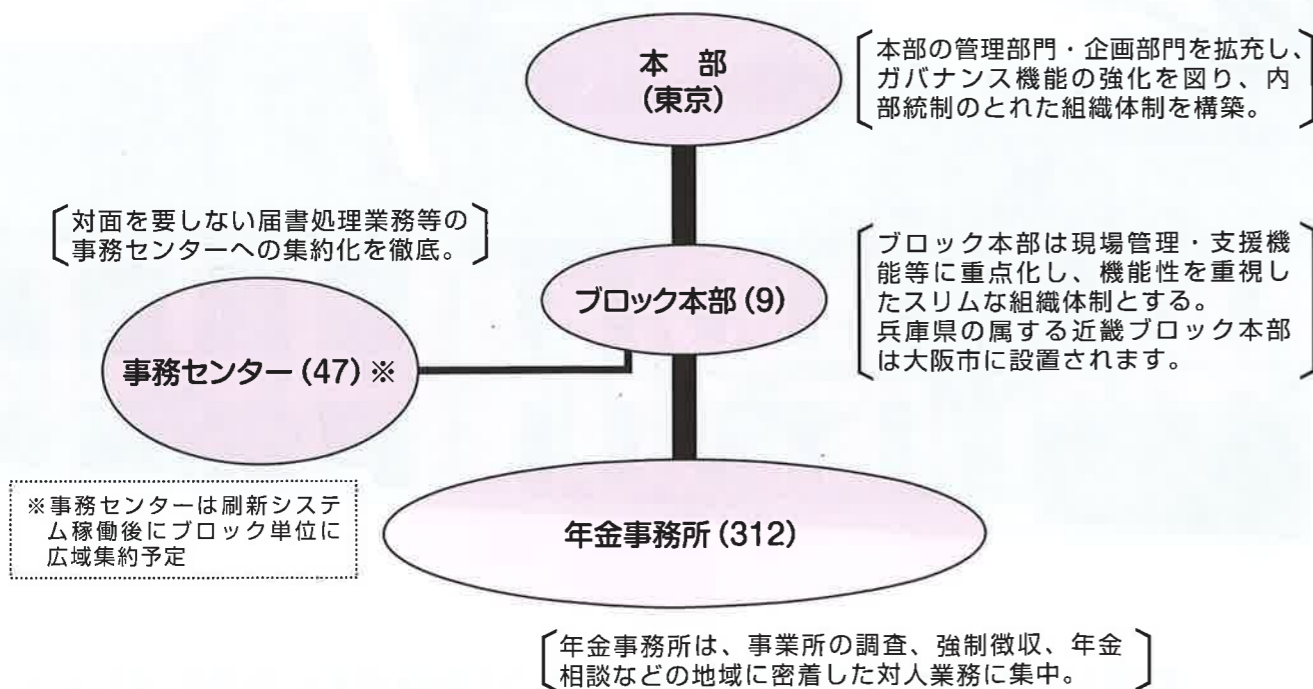 本 部
(東京)
本部の管理部門・企画部門を拡充し、
ガバナンス機能の強化を図り、内
部統制のとれた組織体制を構築。
対面を要しない届書処理業務等の
事務センターへの集約化を徹底。
ブロック本部(9)
ブロック本部は現場管理・支援機
能等に重点化し、機能性を重視し
たスリムな組織体制とする。
兵庫県の属する近畿ブロック本部
は大阪市に設置されます。
事務センター(47)※
※事務センターは刷新システ
ム稼働後にブロック単位に
広域集約予定
年金事務所(312)
年金事務所は、事業所の調査、強制徴収、年金
相談などの地域に密着した対人業務に集中。